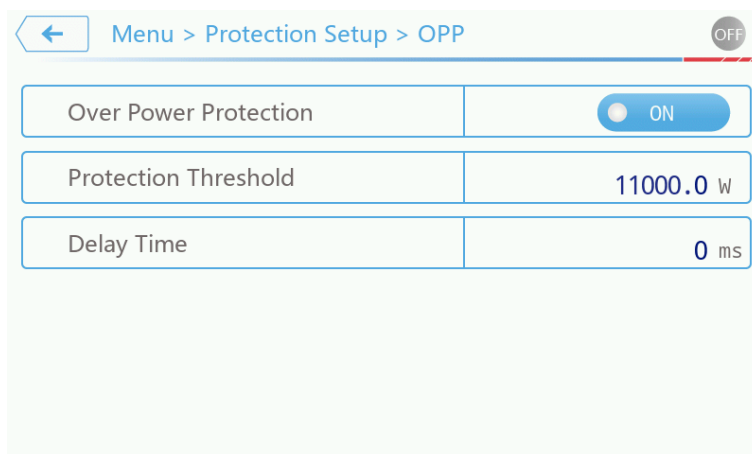 Menu > Protection Setup > OPP OFF
Over Power Protection ON
Protection Threshold 11000.0 W
Delay Time 0 ms